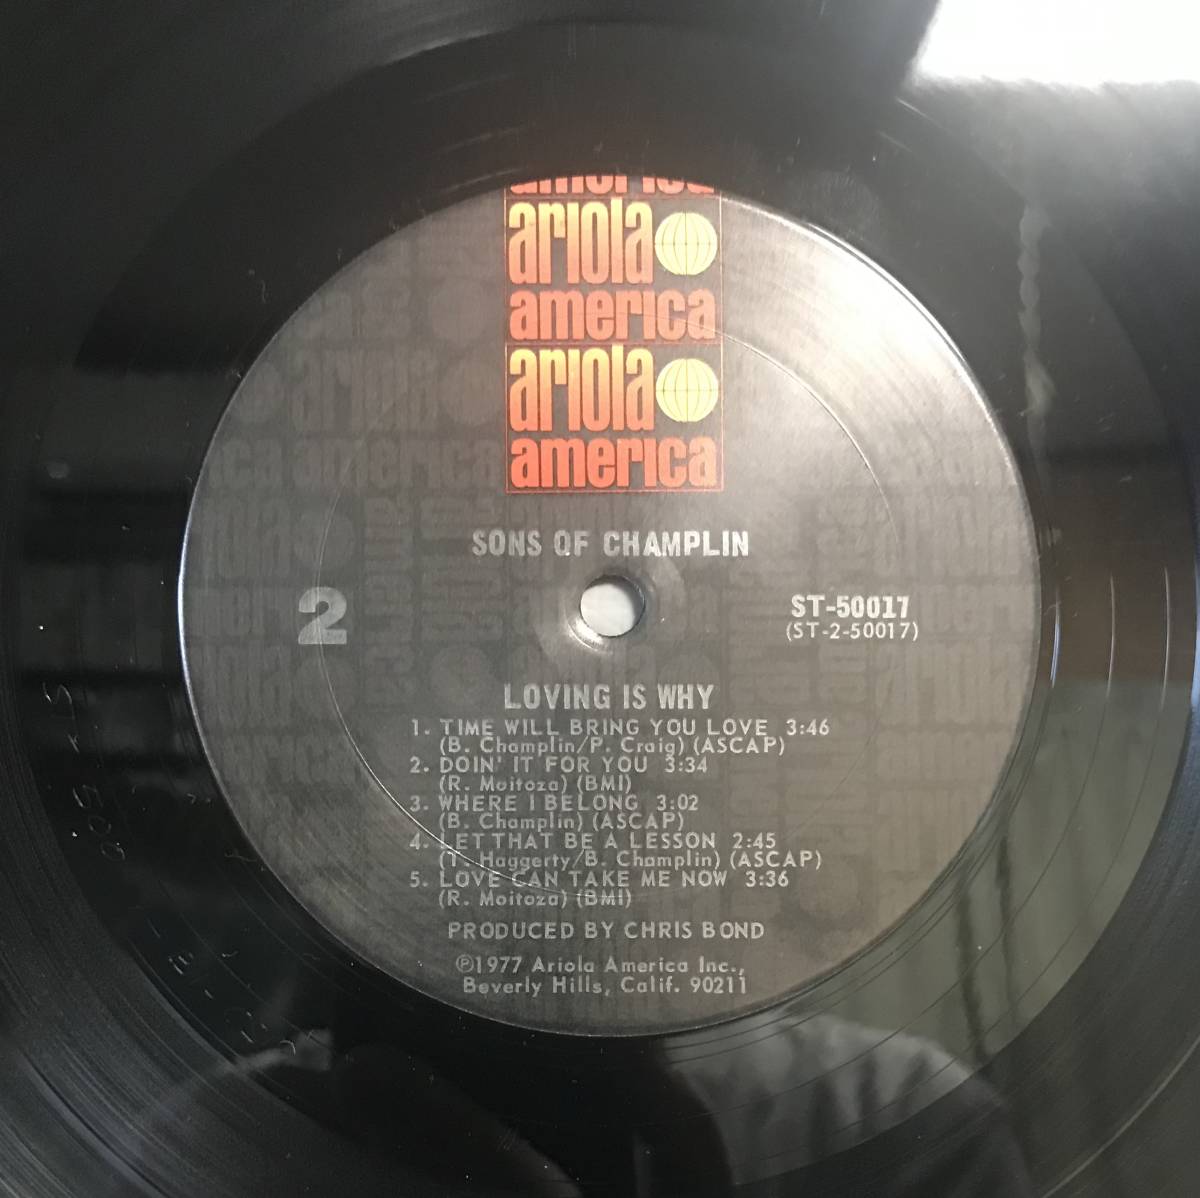 america
ariola
america
ariola
america
SONS OF CHAMPLIN
2
ST-50017
(ST-2-50017)
LOVING IS WHY
1. TIME WILL BRING YOU LOVE 3:46
(B. Champlin/P. Craig) (ASCAP)
2. DOIN' IT FOR YOU 3:34
(R. Moitoza) (BMI)
3. WHERE I BELONG 3:02
(B. Champlin) (ASCAP)
4. LET THAT BE A LESSON 2:45
(T. Haggerty/B. Champlin) (ASCAP)
5. LOVE CAN TAKE ME NOW 3:36
(R. Moitoza) (BMI)
PRODUCED BY CHRIS BOND
℗1977 Ariola America Inc.,
Beverly Hills, Calif. 90211